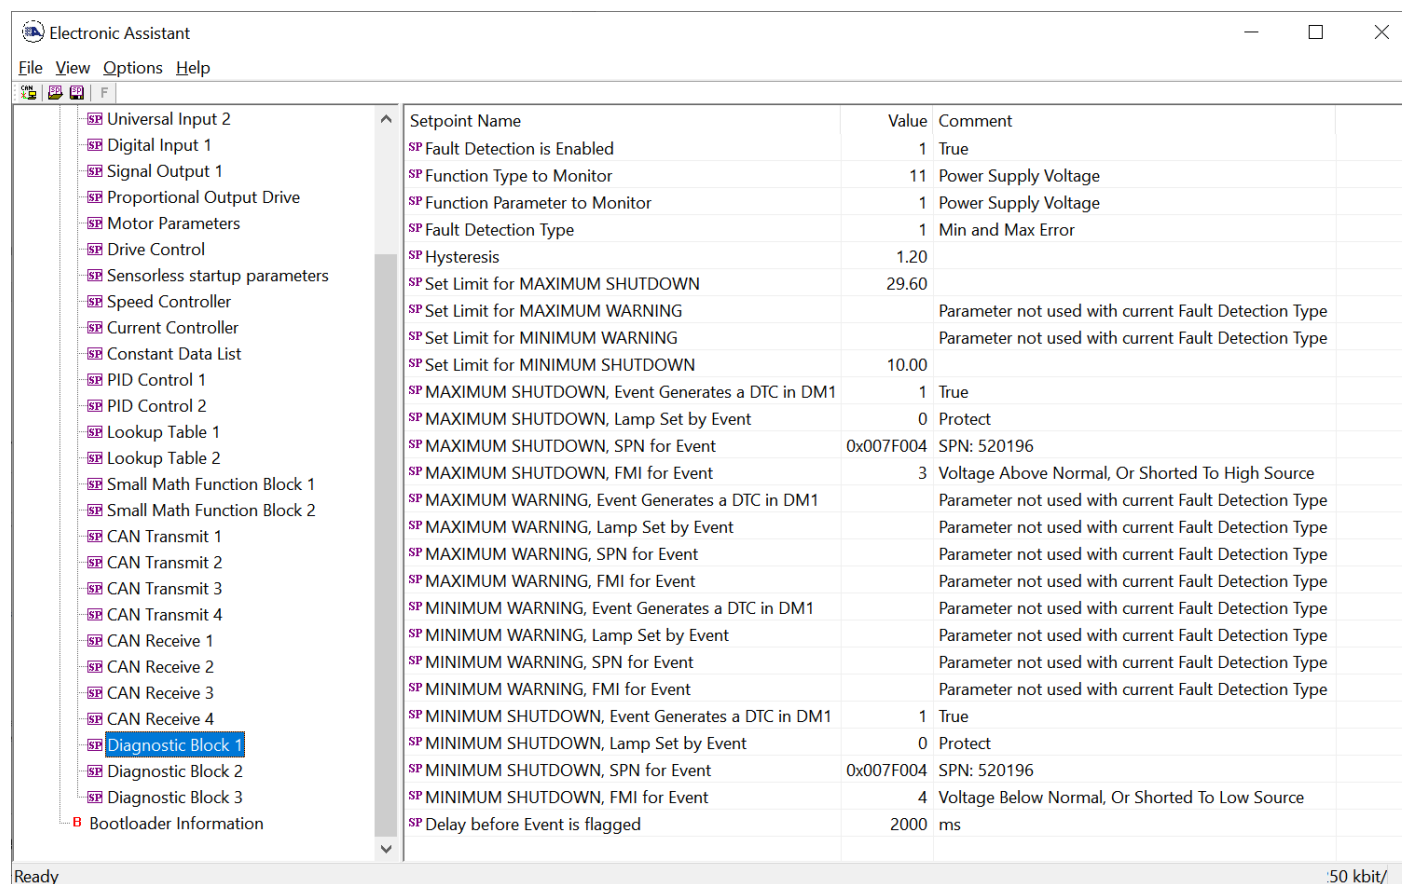 Electronic Assistant
File View Options Help
F
Universal Input 2
Digital Input 1
Signal Output 1
Proportional Output Drive
Motor Parameters
Drive Control
Sensorless startup parameters
Speed Controller
Current Controller
Constant Data List
PID Control 1
PID Control 2
Lookup Table 1
Lookup Table 2
Small Math Function Block 1
Small Math Function Block 2
CAN Transmit 1
CAN Transmit 2
CAN Transmit 3
CAN Transmit 4
CAN Receive 1
CAN Receive 2
CAN Receive 3
CAN Receive 4
Diagnostic Block 1
Diagnostic Block 2
Diagnostic Block 3
B Bootloader Information
Setpoint Name Value Comment
SP Fault Detection is Enabled 1 True
SP Function Type to Monitor 11 Power Supply Voltage
SP Function Parameter to Monitor 1 Power Supply Voltage
SP Fault Detection Type 1 Min and Max Error
SP Hysteresis 1.20
SP Set Limit for MAXIMUM SHUTDOWN 29.60
SP Set Limit for MAXIMUM WARNING Parameter not used with current Fault Detection Type
SP Set Limit for MINIMUM WARNING Parameter not used with current Fault Detection Type
SP Set Limit for MINIMUM SHUTDOWN 10.00
SP MAXIMUM SHUTDOWN, Event Generates a DTC in DM1 1 True
SP MAXIMUM SHUTDOWN, Lamp Set by Event 0 Protect
SP MAXIMUM SHUTDOWN, SPN for Event 0x007F004 SPN: 520196
SP MAXIMUM SHUTDOWN, FMI for Event 3 Voltage Above Normal, Or Shorted To High Source
SP MAXIMUM WARNING, Event Generates a DTC in DM1 Parameter not used with current Fault Detection Type
SP MAXIMUM WARNING, Lamp Set by Event Parameter not used with current Fault Detection Type
SP MAXIMUM WARNING, SPN for Event Parameter not used with current Fault Detection Type
SP MAXIMUM WARNING, FMI for Event Parameter not used with current Fault Detection Type
SP MINIMUM WARNING, Event Generates a DTC in DM1 Parameter not used with current Fault Detection Type
SP MINIMUM WARNING, Lamp Set by Event Parameter not used with current Fault Detection Type
SP MINIMUM WARNING, SPN for Event Parameter not used with current Fault Detection Type
SP MINIMUM WARNING, FMI for Event Parameter not used with current Fault Detection Type
SP MINIMUM SHUTDOWN, Event Generates a DTC in DM1 1 True
SP MINIMUM SHUTDOWN, Lamp Set by Event 0 Protect
SP MINIMUM SHUTDOWN, SPN for Event 0x007F004 SPN: 520196
SP MINIMUM SHUTDOWN, FMI for Event 4 Voltage Below Normal, Or Shorted To Low Source
SP Delay before Event is flagged 2000 ms
Ready 50 kbit/